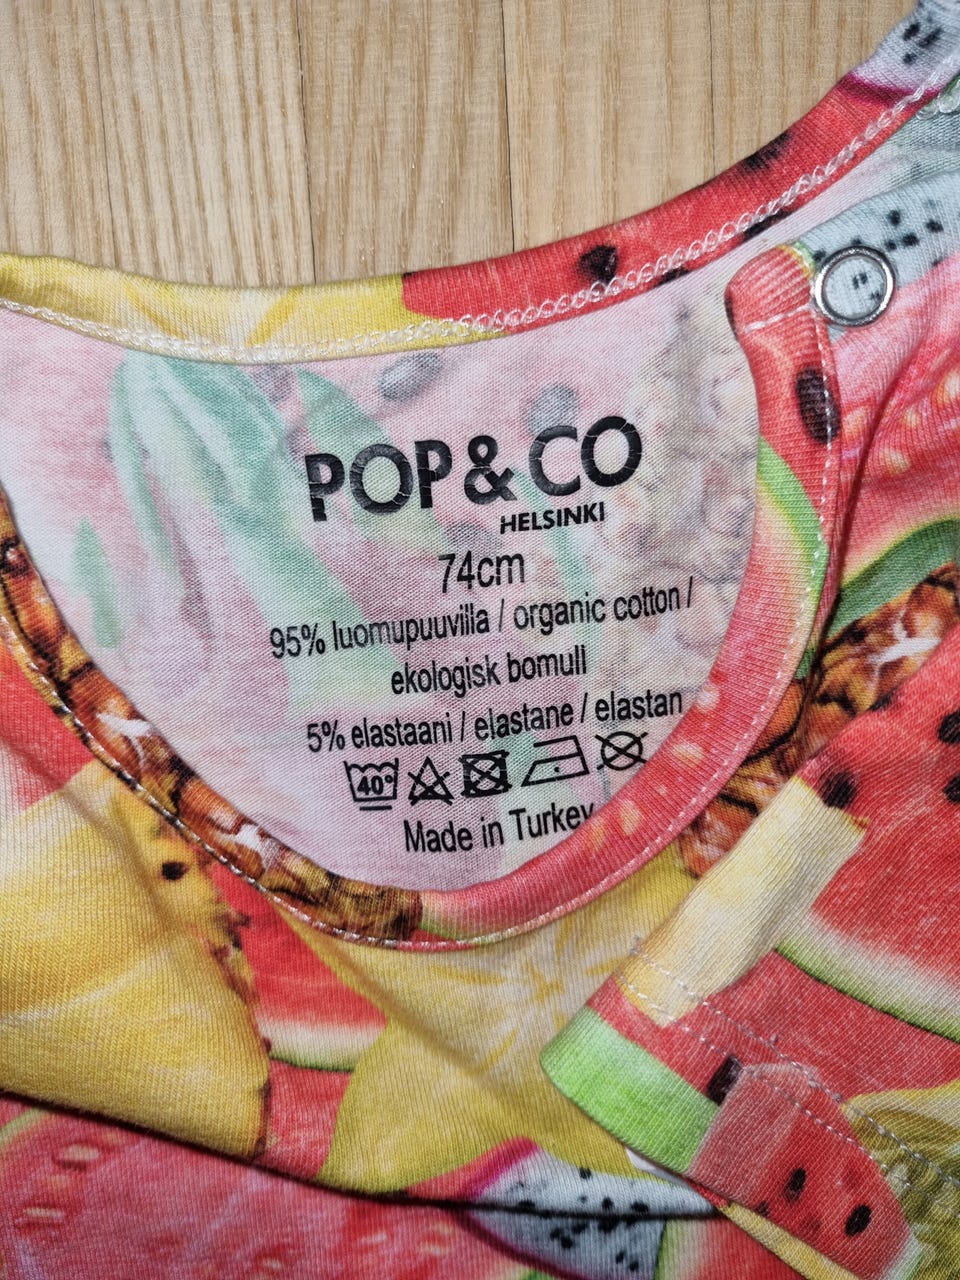 POP & CO
HELSINKI
74cm
95% luomupuuvilla / organic cotton /
ekologisk bomull
5% elastaani / elastane / elastan
40°
Made in Turkey